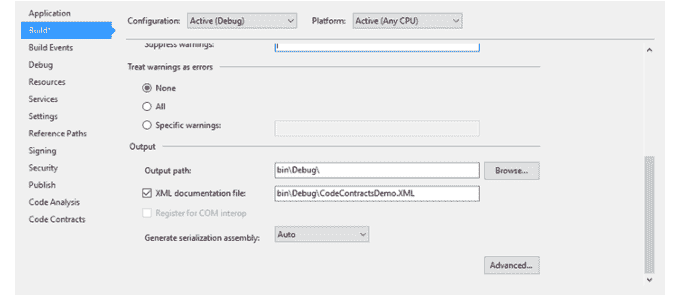 Application
Build*
Build Events
Debug
Resources
Services
Settings
Reference Paths
Signing
Security
Publish
Code Analysis
Code Contracts
Configuration: Active (Debug) Platform: Active (Any CPU)
Suppress warnings:
Treat warnings as errors
None
All
Specific warnings:
Output
Output path: bin\Debug\ Browse...
XML documentation file: bin\Debug\CodeContractsDemo.XML
Register for COM interop
Generate serialization assembly: Auto
Advanced...